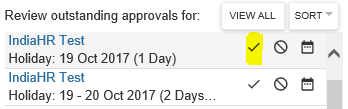 Review outstanding approvals for: VIEW ALL SORT
IndiaHR Test
Holiday: 19 Oct 2017 (1 Day)
IndiaHR Test
Holiday: 19 - 20 Oct 2017 (2 Days...